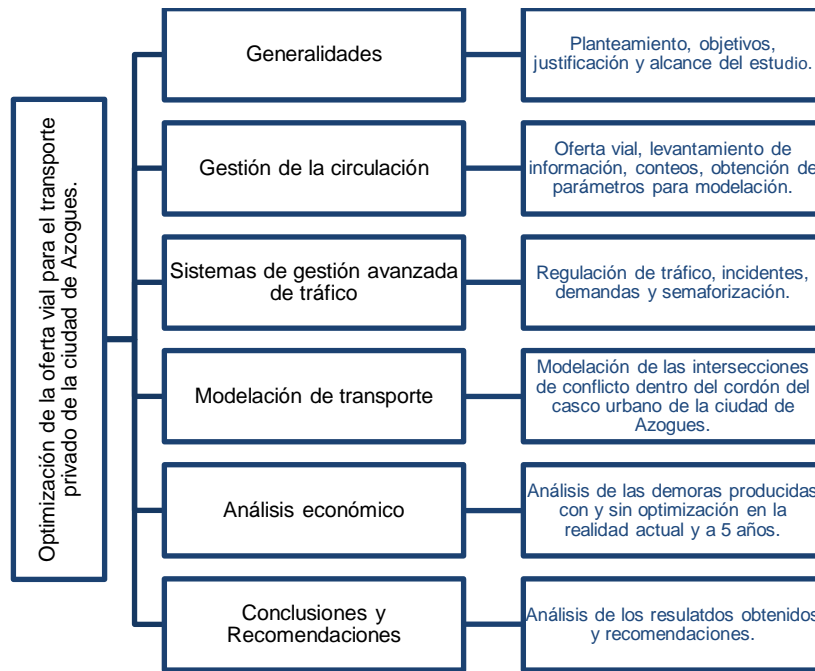 Optimización de la oferta vial para el transporte
privado de la ciudad de Azogues.
Generalidades
Planteamiento, objetivos,
justificación y alcance del estudio.
Gestión de la circulación
Oferta vial, levantamiento de
información, conteos, obtención de
parámetros para modelación.
Sistemas de gestión avanzada
de tráfico
Regulación de tráfico, incidentes,
demandas y semaforización.
Modelación de transporte
Modelación de las intersecciones
de conflicto dentro del cordón del
casco urbano de la ciudad de
Azogues.
Análisis económico
Análisis de las demoras producidas
con y sin optimización en la
realidad actual y a 5 años.
Conclusiones y
Recomendaciones
Análisis de los resulatdos obtenidos
y recomendaciones.